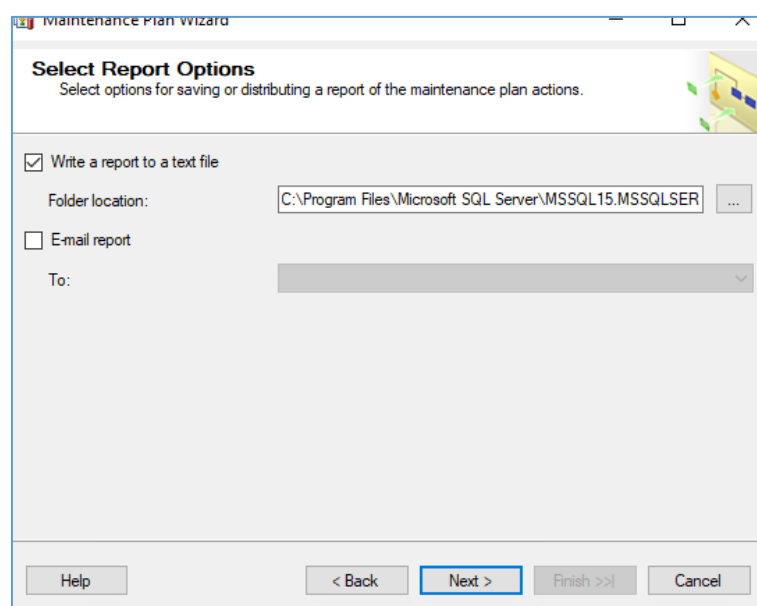 Maintenance Plan Wizard
Select Report Options
Select options for saving or distributing a report of the maintenance plan actions.
Write a report to a text file
Folder location:
C:\Program Files\Microsoft SQL Server\MSSQL15.MSSQLSER
...
E-mail report
To:
Help
< Back
Next >
Finish >>|
Cancel